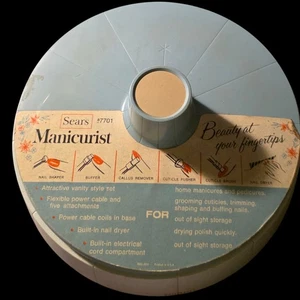 Sears 17701
Manicurist
Beauty at
your fingertips
NAIL SHAPER BUFFER CALLUS REMOVER CUTICLE PUSHER
Attractive vanity style roll
Flexible power cable and
five attachments
Power cable coils in base
Built-in nail dryer
Built-in electrical
cord compartment
FOR
home manicures and pedicures.
grooming cuticles, trimming,
shaping and buffing nails.
out of sight storage
drying polish quickly.
out of sight storage